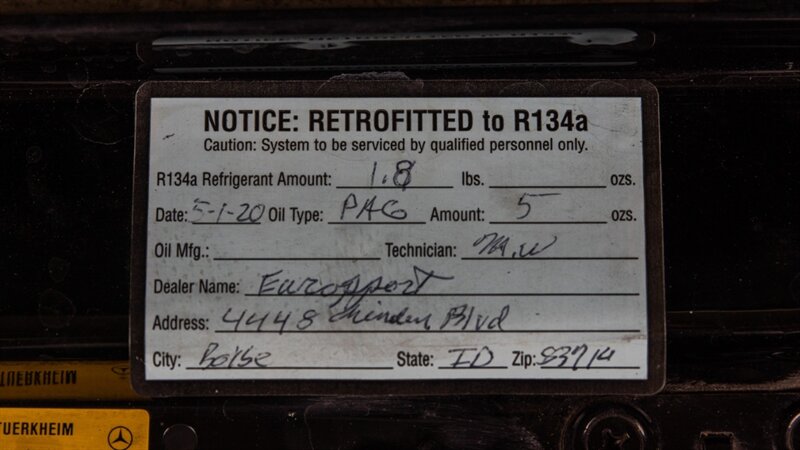 NOTICE: RETROFITTED to R134a
Caution: System to be serviced by qualified personnel only.
R134a Refrigerant Amount: 1.8 lbs. ozs.
Date: 5-1-20 Oil Type: PAG Amount: 5 ozs.
Oil Mfg.: Technician: M.W
Dealer Name: Eurosport
Address: 4448 Chinden Blvd
City: Boise State: ID Zip: 83714
TUERKHEIM
TUERKHEIM